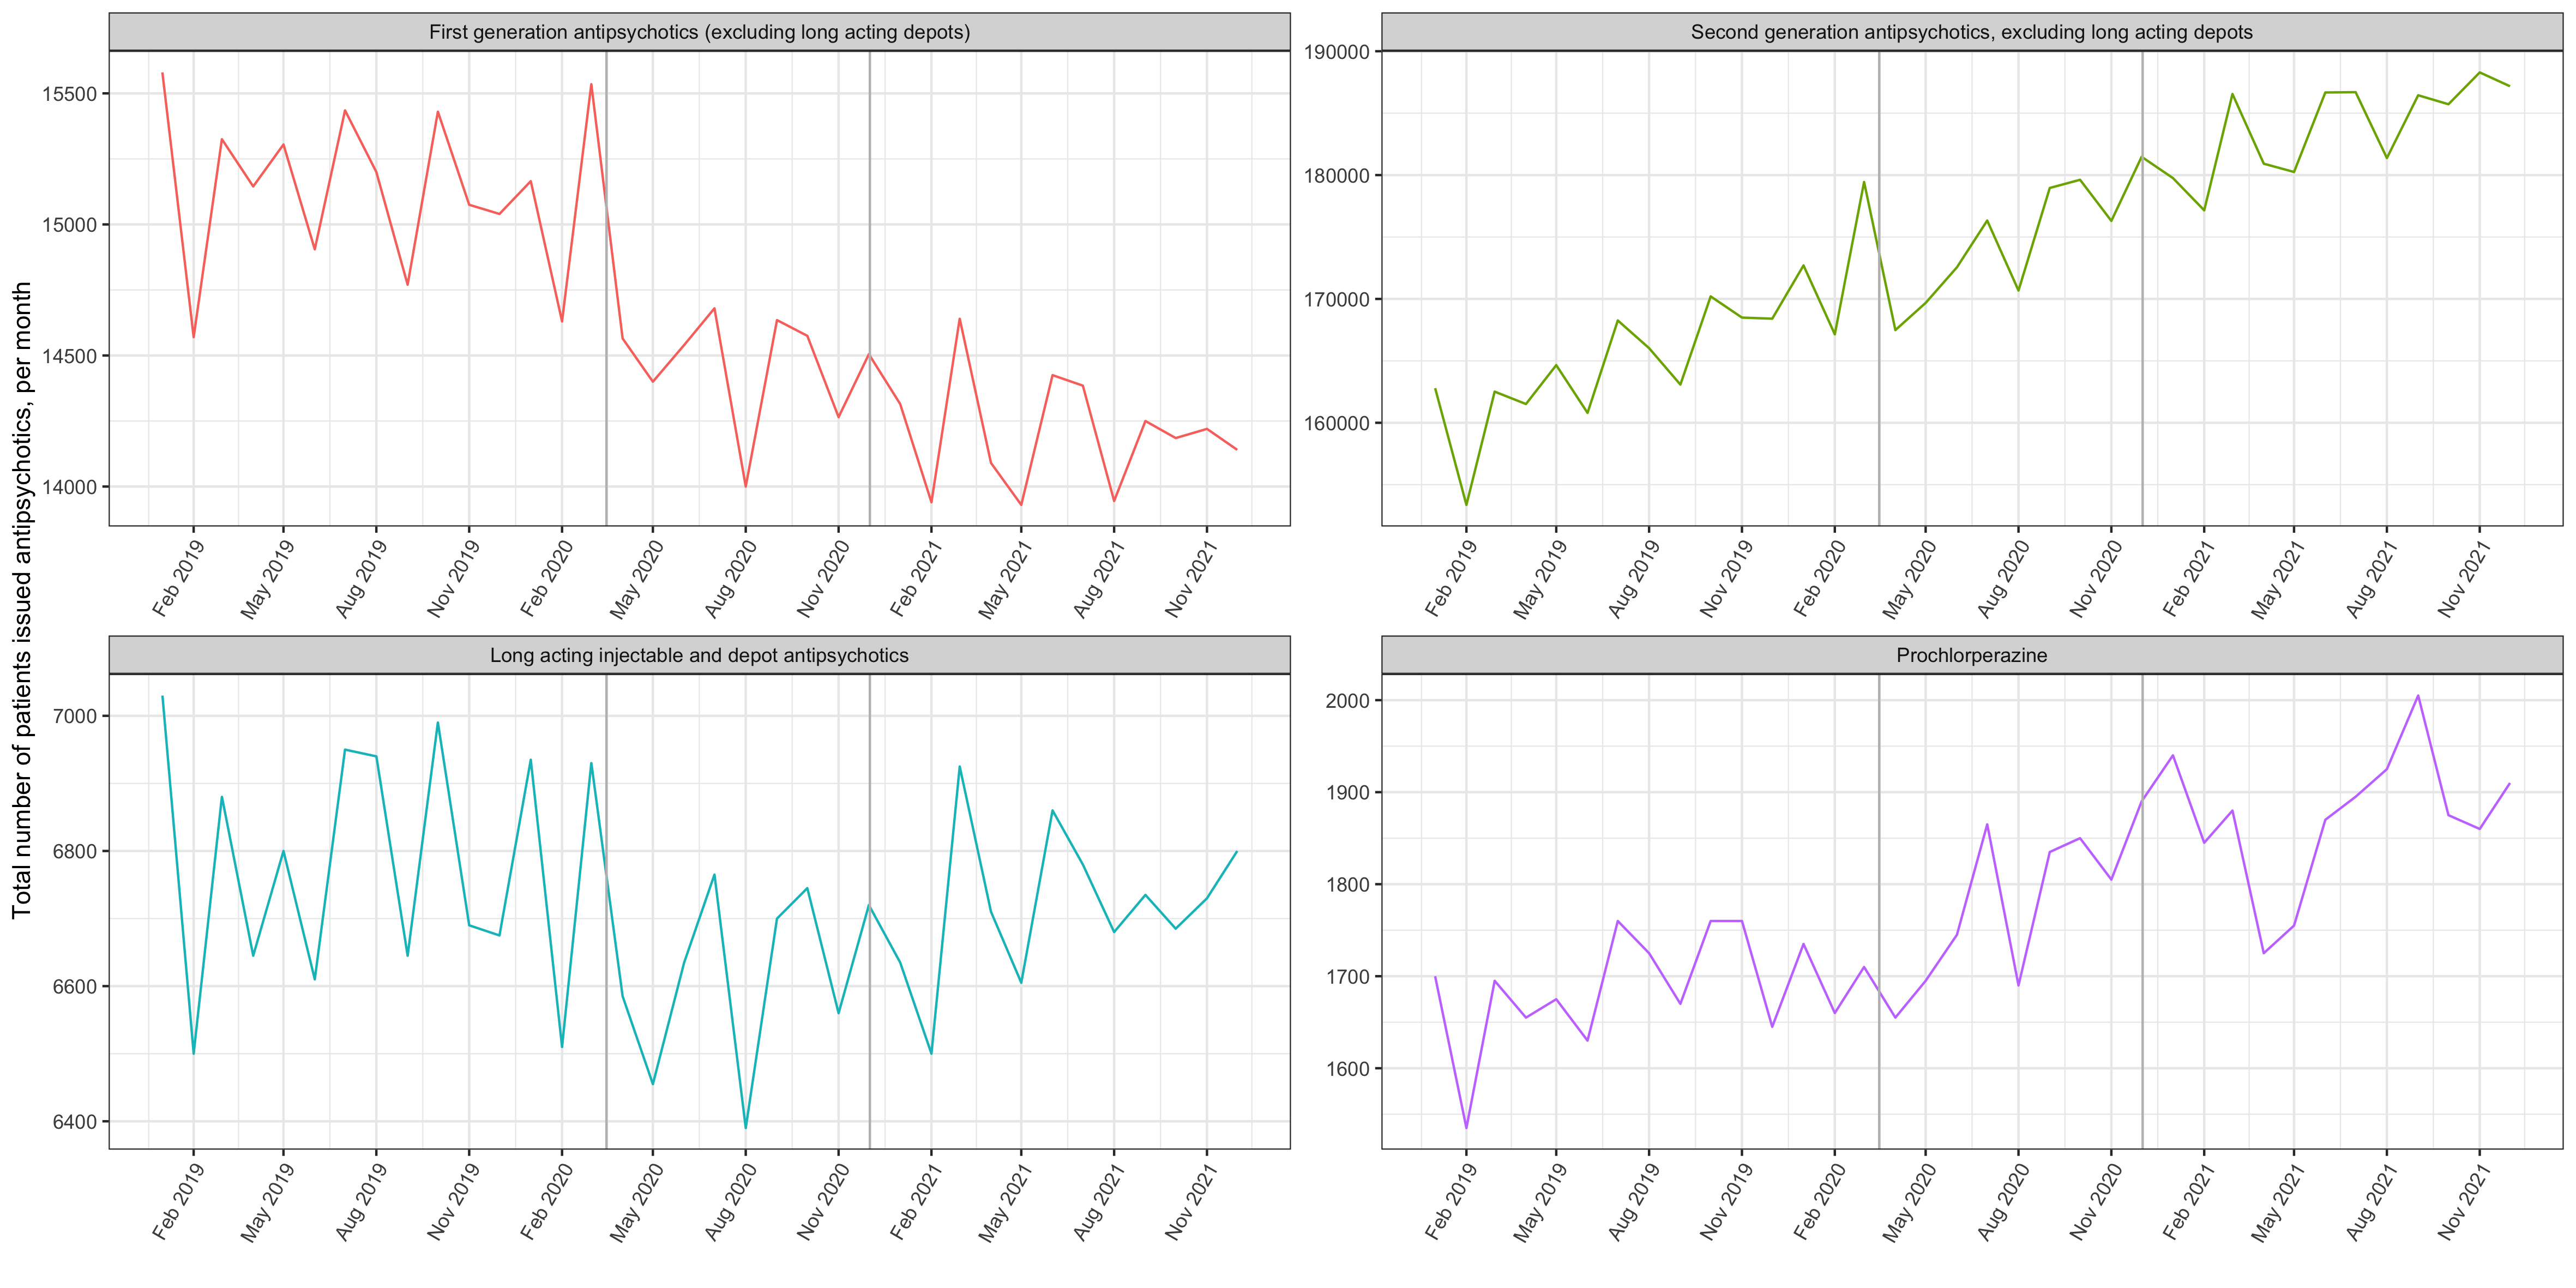 Total number of patients issued antipsychotics, per month
First generation antipsychotics (excluding long acting depots)
15500
15000
14500
14000
Feb 2019
May 2019
Aug 2019
Nov 2019
Feb 2020
May 2020
Aug 2020
Nov 2020
Feb 2021
May 2021
Aug 2021
Nov 2021
Second generation antipsychotics, excluding long acting depots
190000
180000
170000
160000
Feb 2019
May 2019
Aug 2019
Nov 2019
Feb 2020
May 2020
Aug 2020
Nov 2020
Feb 2021
May 2021
Aug 2021
Nov 2021
Long acting injectable and depot antipsychotics
7000
6800
6600
6400
Feb 2019
May 2019
Aug 2019
Nov 2019
Feb 2020
May 2020
Aug 2020
Nov 2020
Feb 2021
May 2021
Aug 2021
Nov 2021
Prochlorperazine
2000
1900
1800
1700
1600
Feb 2019
May 2019
Aug 2019
Nov 2019
Feb 2020
May 2020
Aug 2020
Nov 2020
Feb 2021
May 2021
Aug 2021
Nov 2021